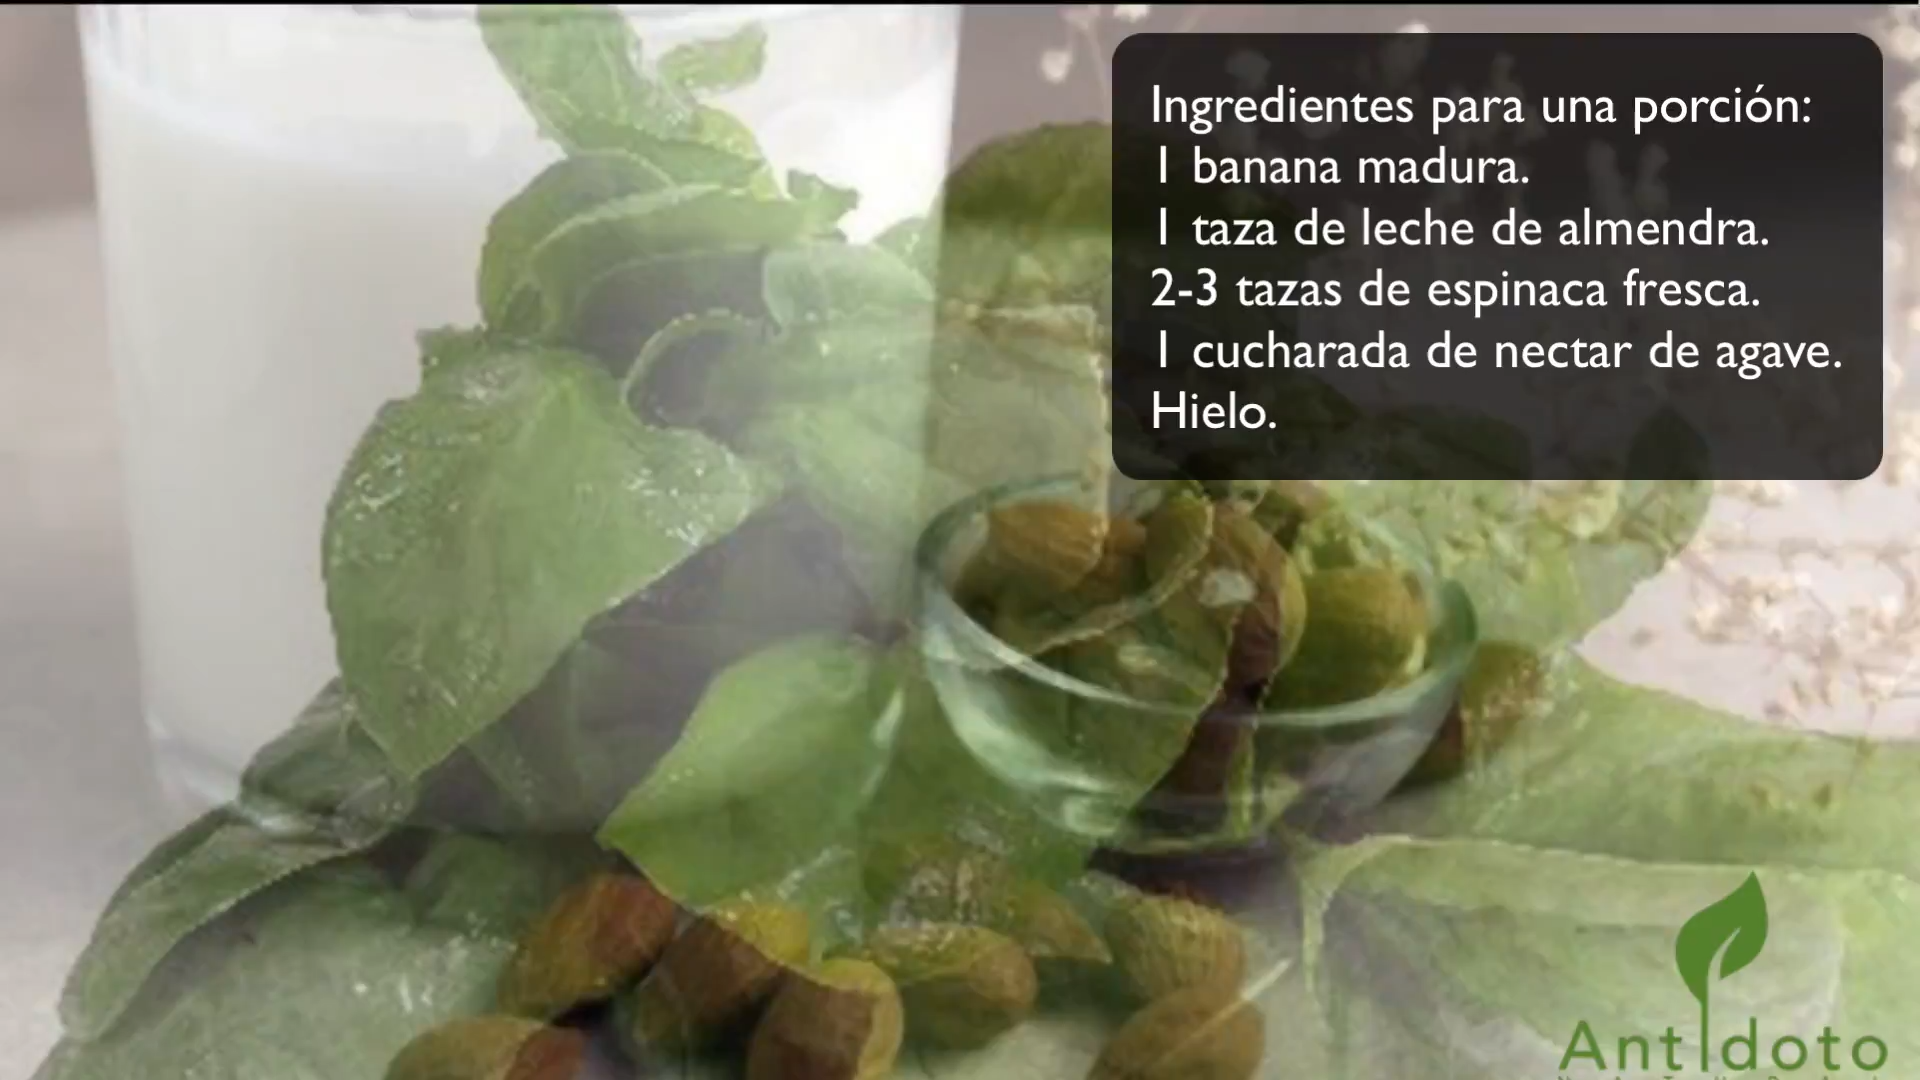 Ingredientes para una porción:
1 banana madura.
1 taza de leche de almendra.
2-3 tazas de espinaca fresca.
1 cucharada de nectar de agave.
Hielo.
Antidoto